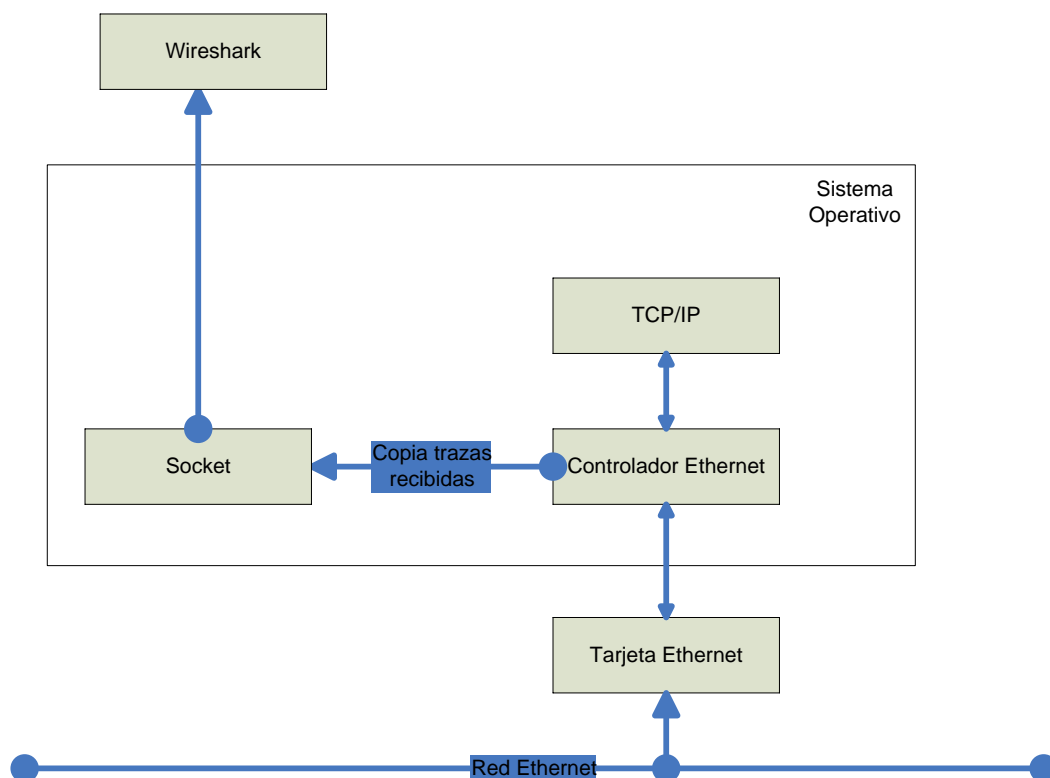 Wireshark
Sistema
Operativo
TCP/IP
Socket
Copia trazas
recibidas
Controlador Ethernet
Tarjeta Ethernet
Red Ethernet